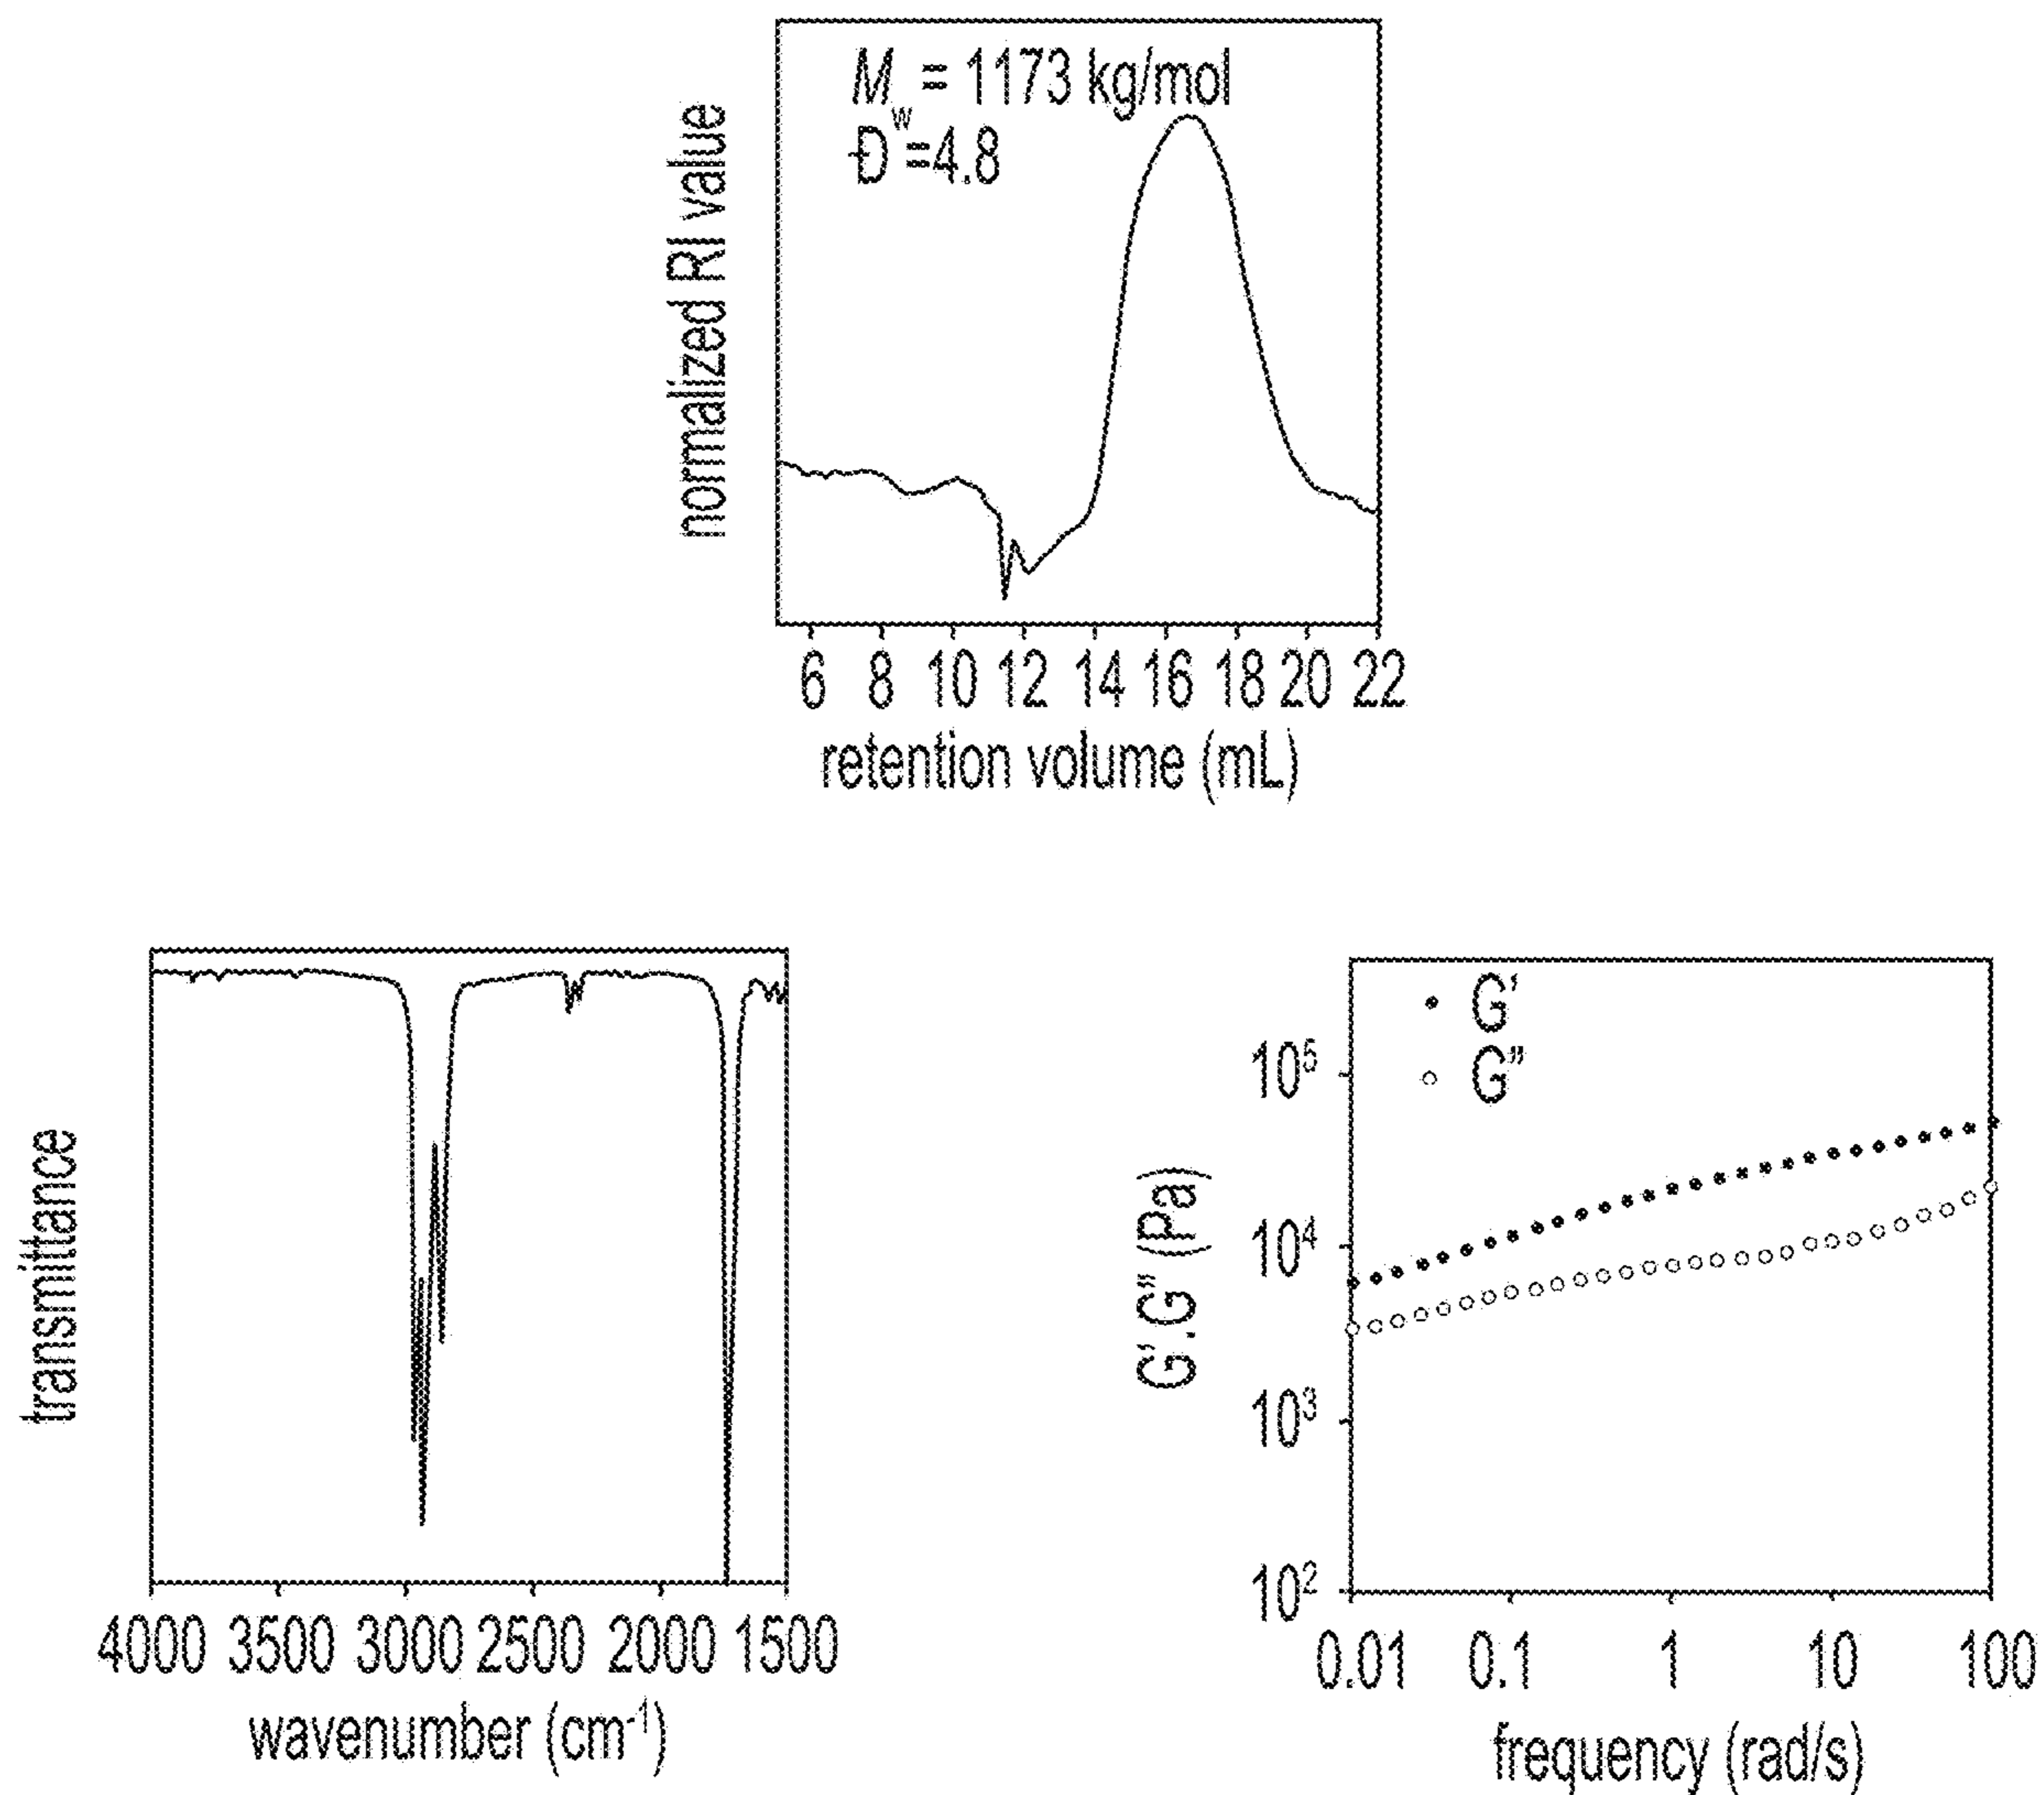 M_w = 1173 kg/mol
Đ=4.8
normalized RI value
6 8 10 12 14 16 18 20 22
retention volume (mL)
transmittance
4000 3500 3000 2500 2000 1500
wavenumber (cm⁻¹)
G'
G"
G'.G" (Pa)
10⁵
10⁴
10³
10²
0.01 0.1 1 10 100
frequency (rad/s)